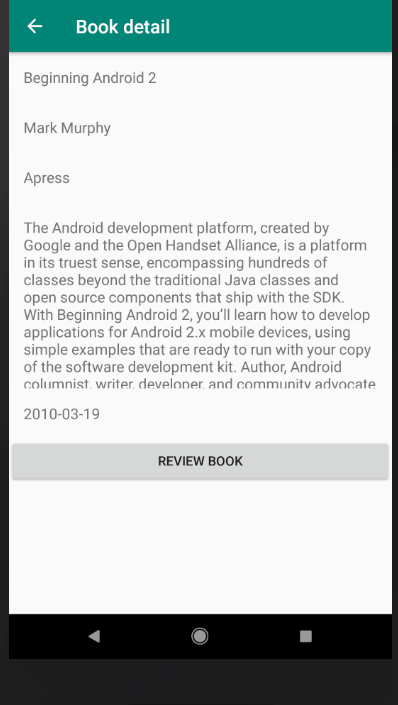 Book detail
Beginning Android 2
Mark Murphy
Apress
The Android development platform, created by
Google and the Open Handset Alliance, is a platform
in its truest sense, encompassing hundreds of
classes beyond the traditional Java classes and
open source components that ship with the SDK.
With Beginning Android 2, you’ll learn how to develop
applications for Android 2.x mobile devices, using
simple examples that are ready to run with your copy
of the software development kit. Author, Android
columnist, writer, developer, and community advocate
2010-03-19
REVIEW BOOK